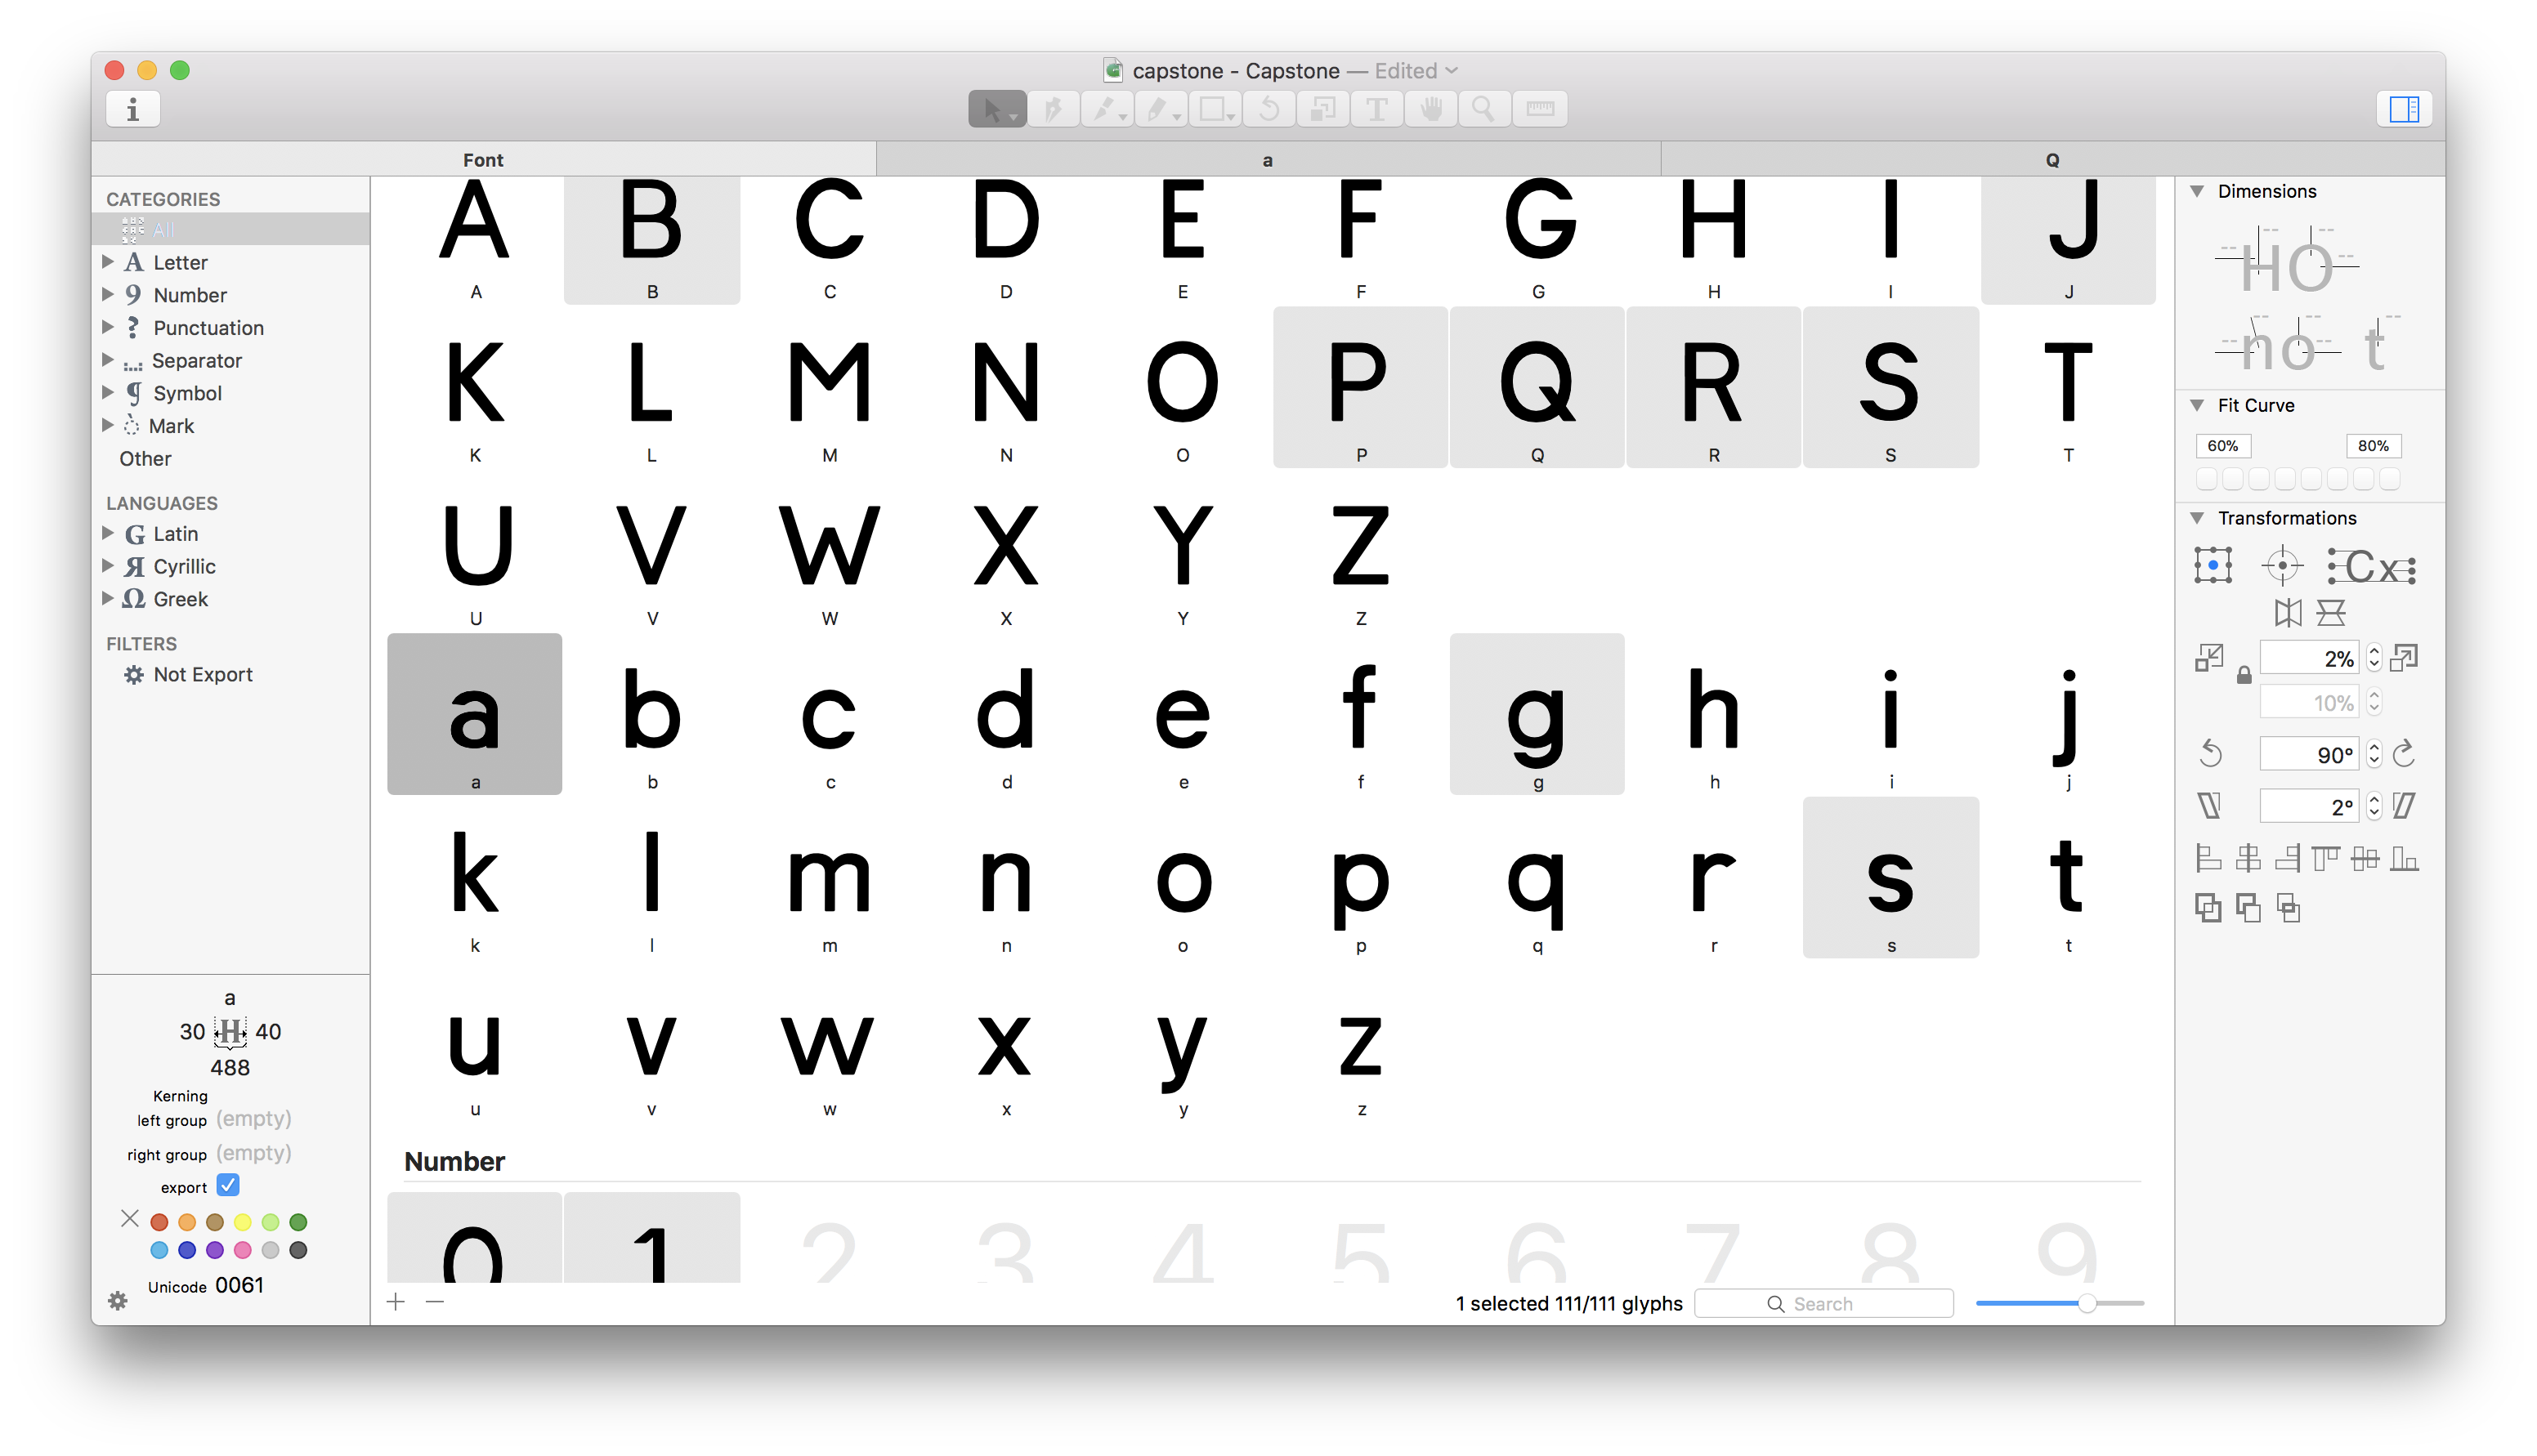 capstone - Capstone — Edited
Font a Q
CATEGORIES
All
Letter
Number
Punctuation
Separator
Symbol
Mark
Other
LANGUAGES
Latin
Cyrillic
Greek
FILTERS
Not Export
a
30 H 40
488
Kerning
left group (empty)
right group (empty)
export
Unicode 0061
A B C D E F G H I J
A B C D E F G H I J
K L M N O P Q R S T
K L M N O P Q R S T
U V W X Y Z
U V W X Y Z
a b c d e f g h i j
a b c d e f g h i j
k l m n o p q r s t
k l m n o p q r s t
u v w x y z
u v w x y z
Number
0 1 2 3 4 5 6 7 8 9
1 selected 111/111 glyphs Search
Dimensions
HO
no t
Fit Curve
60% 80%
Transformations
Cx
2%
10%
90°
2°